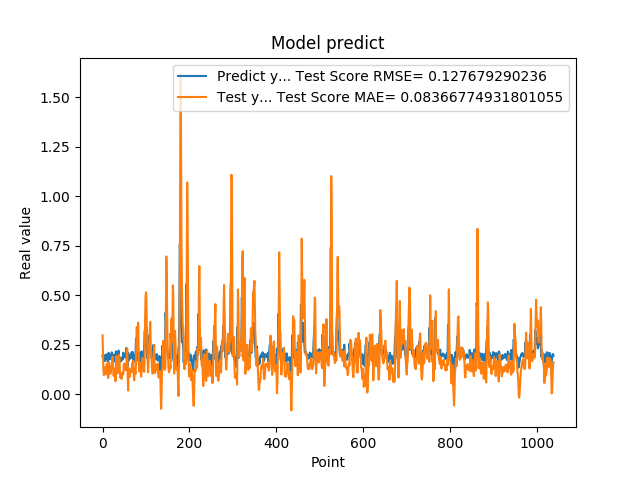 Model predict
Predict y... Test Score RMSE= 0.127679290236
Test y... Test Score MAE= 0.08366774931801055
1.50
1.25
1.00
0.75
0.50
0.25
0.00
Real value
0 200 400 600 800 1000
Point